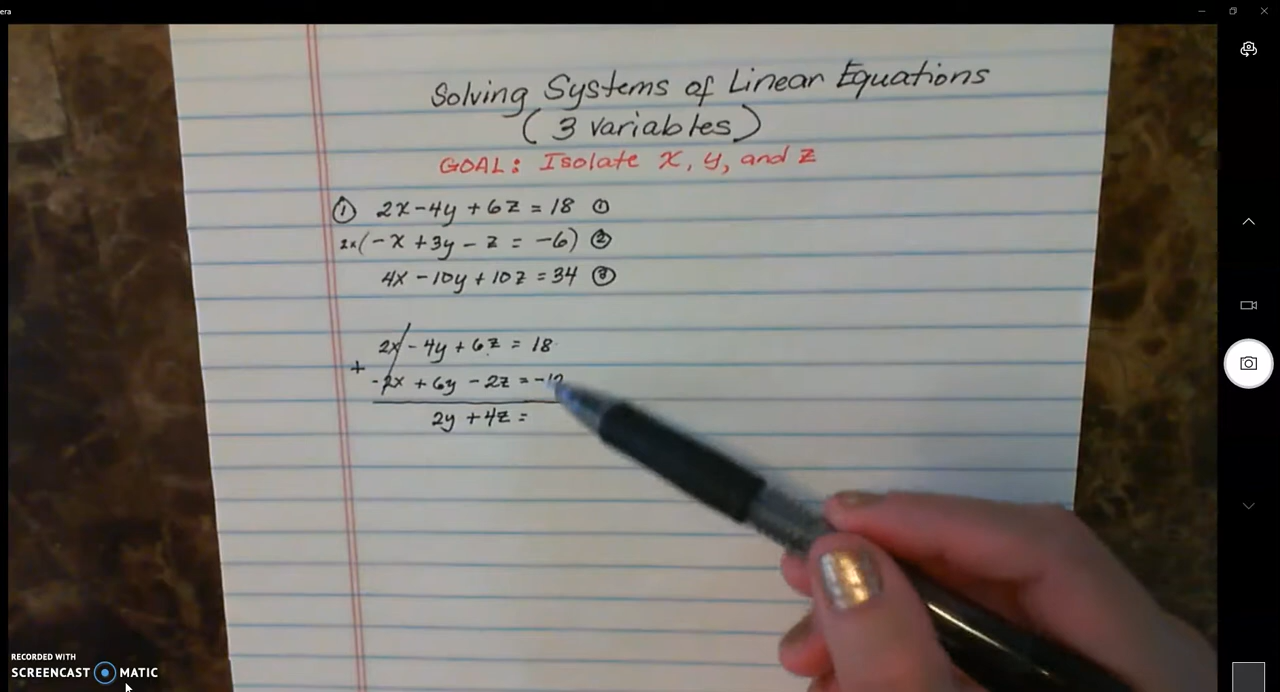 era
Solving Systems of Linear Equations
(3 variables)
GOAL: Isolate x, y, and z
① 2x-4y+6z=18 ①
2x(-x+3y-z=-6) ②
4x-10y+10z=34 ③
2x-4y+6z=18
+ -2x+6y-2z=-12
2y+4z=
RECORDED WITH
SCREENCAST MATIC